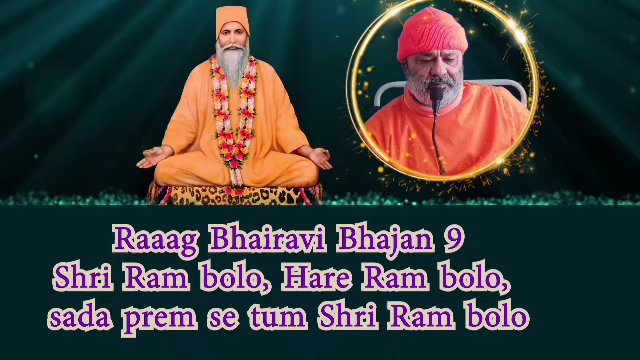 Raaag Bhairavi Bhajan 9
Shri Ram bolo, Hare Ram bolo,
sada prem se tum Shri Ram bolo